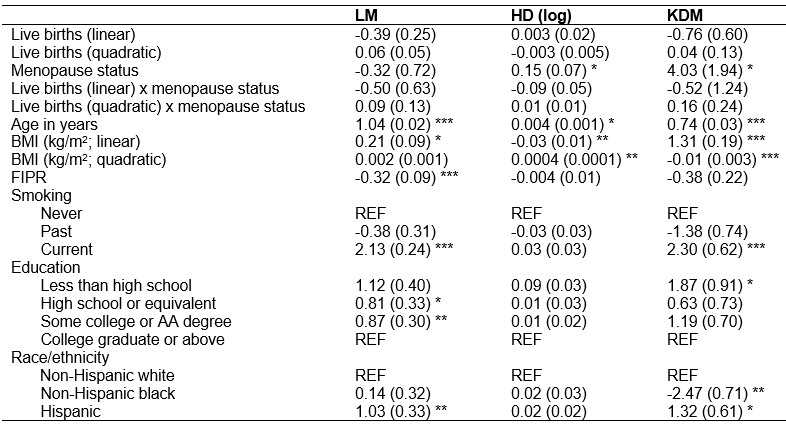 LM HD (log) KDM
Live births (linear) -0.39 (0.25) 0.003 (0.02) -0.76 (0.60)
Live births (quadratic) 0.06 (0.05) -0.003 (0.005) 0.04 (0.13)
Menopause status -0.32 (0.72) 0.15 (0.07) * 4.03 (1.94) *
Live births (linear) x menopause status -0.50 (0.63) -0.09 (0.05) -0.52 (1.24)
Live births (quadratic) x menopause status 0.09 (0.13) 0.01 (0.01) 0.16 (0.24)
Age in years 1.04 (0.02) *** 0.004 (0.001) * 0.74 (0.03) ***
BMI (kg/m²; linear) 0.21 (0.09) * -0.03 (0.01) ** 1.31 (0.19) ***
BMI (kg/m²; quadratic) 0.002 (0.001) 0.0004 (0.0001) ** -0.01 (0.003) ***
FIPR -0.32 (0.09) *** -0.004 (0.01) -0.38 (0.22)
Smoking
Never REF REF REF
Past -0.38 (0.31) -0.03 (0.03) -1.38 (0.74)
Current 2.13 (0.24) *** 0.03 (0.03) 2.30 (0.62) ***
Education
Less than high school 1.12 (0.40) 0.09 (0.03) 1.87 (0.91) *
High school or equivalent 0.81 (0.33) * 0.01 (0.03) 0.63 (0.73)
Some college or AA degree 0.87 (0.30) ** 0.01 (0.02) 1.19 (0.70)
College graduate or above REF REF REF
Race/ethnicity
Non-Hispanic white REF REF REF
Non-Hispanic black 0.14 (0.32) 0.02 (0.03) -2.47 (0.71) **
Hispanic 1.03 (0.33) ** 0.02 (0.02) 1.32 (0.61) *